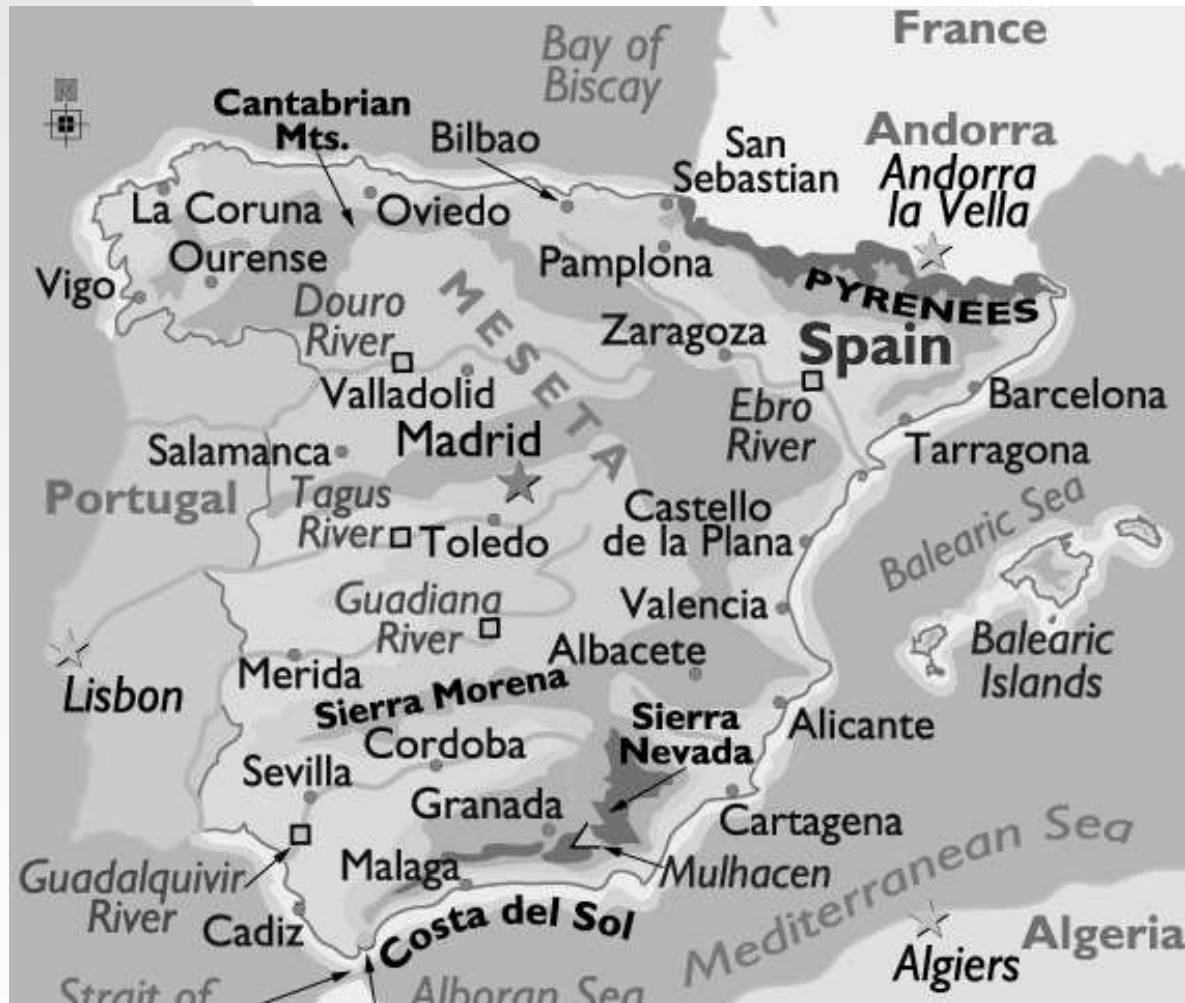 France
Bay of
Biscay
N
Cantabrian
Mts.
Bilbao
San
Sebastian
Andorra
Andorra
la Vella
La Coruna
Oviedo
Ourense
Vigo
Pamplona
PYRENEES
Douro
River
MESETA
Zaragoza
Spain
Valladolid
Ebro
River
Barcelona
Tarragona
Salamanca
Madrid
Portugal
Tagus
River
Toledo
Castello
de la Plana
Balearic Sea
Guadiana
River
Valencia
Balearic
Islands
Lisbon
Merida
Albacete
Sierra Morena
Sierra
Nevada
Alicante
Cordoba
Sevilla
Granada
Cartagena
Malaga
Mulhacen
Guadalquivir
River
Cadiz
Costa del Sol
Mediterranean Sea
Algeria
Algiers
Strait of
Alboran Sea